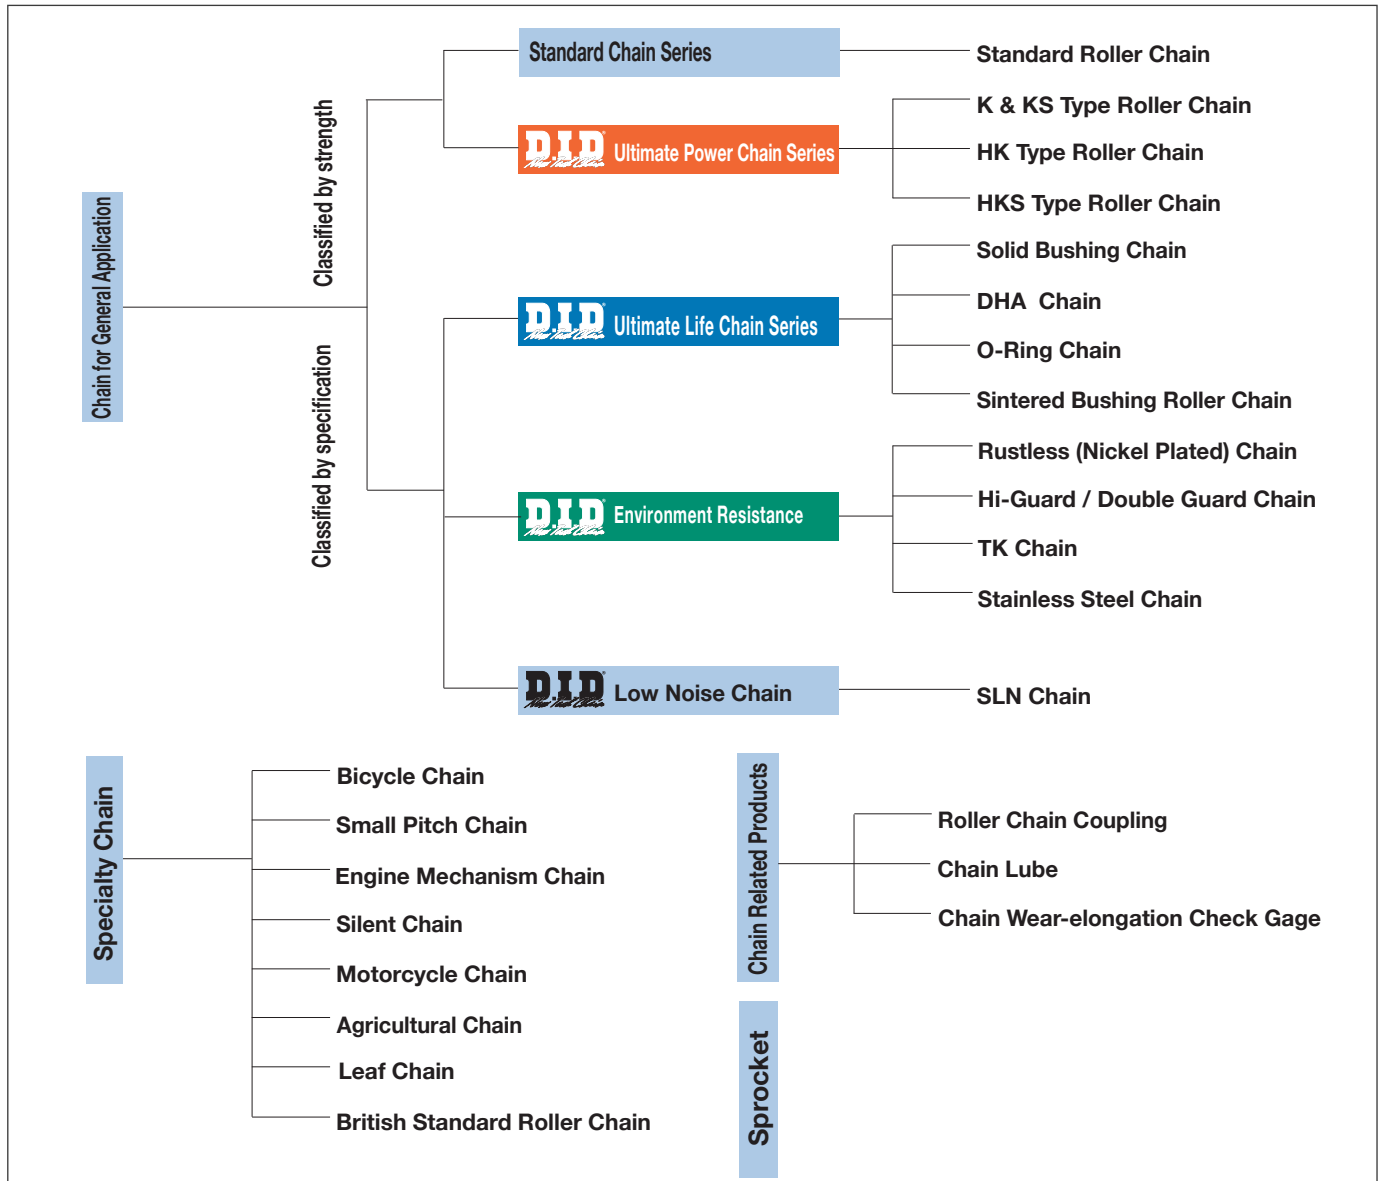 Chain for General Application
Classified by strength
Standard Chain Series
Standard Roller Chain
D.I.D® Ultimate Power Chain Series
K & KS Type Roller Chain
HK Type Roller Chain
HKS Type Roller Chain
Classified by specification
D.I.D® Ultimate Life Chain Series
Solid Bushing Chain
DHA Chain
O-Ring Chain
Sintered Bushing Roller Chain
D.I.D® Environment Resistance
Rustless (Nickel Plated) Chain
Hi-Guard / Double Guard Chain
TK Chain
Stainless Steel Chain
D.I.D® Low Noise Chain
SLN Chain
Specialty Chain
Bicycle Chain
Small Pitch Chain
Engine Mechanism Chain
Silent Chain
Motorcycle Chain
Agricultural Chain
Leaf Chain
British Standard Roller Chain
Chain Related Products
Roller Chain Coupling
Chain Lube
Chain Wear-elongation Check Gage
Sprocket